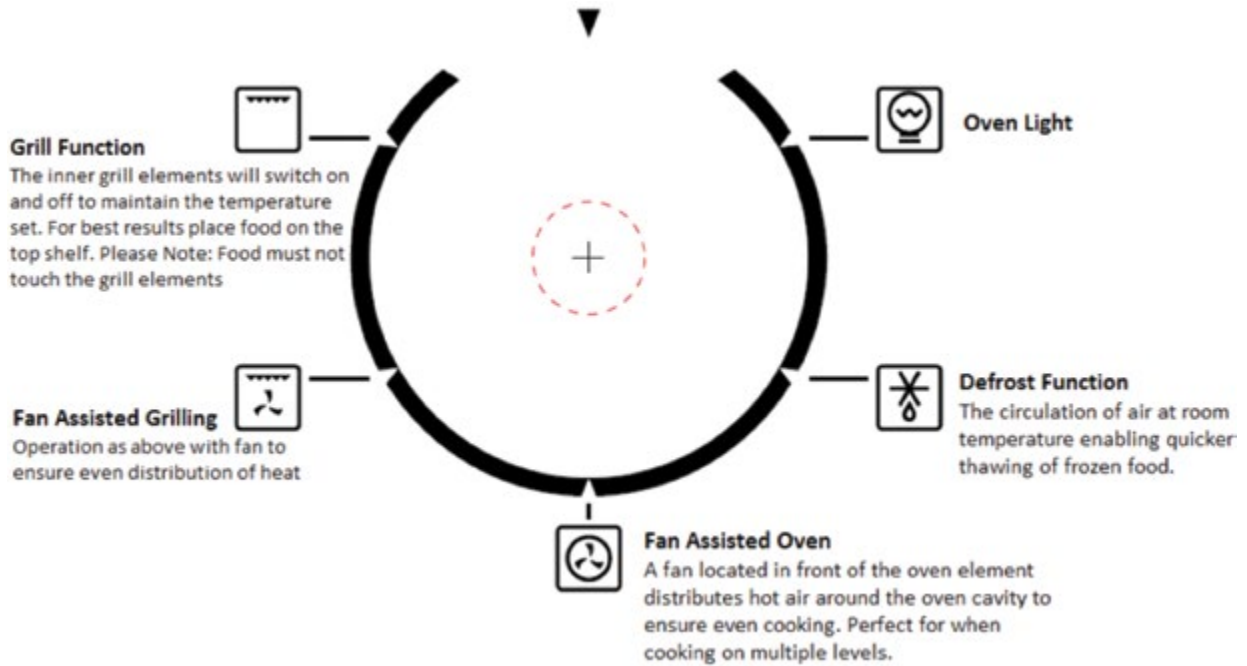 Grill Function
The inner grill elements will switch on
and off to maintain the temperature
set. For best results place food on the
top shelf. Please Note: Food must not
touch the grill elements
Oven Light
Fan Assisted Grilling
Operation as above with fan to
ensure even distribution of heat
Defrost Function
The circulation of air at room
temperature enabling quicker
thawing of frozen food.
Fan Assisted Oven
A fan located in front of the oven element
distributes hot air around the oven cavity to
ensure even cooking. Perfect for when
cooking on multiple levels.